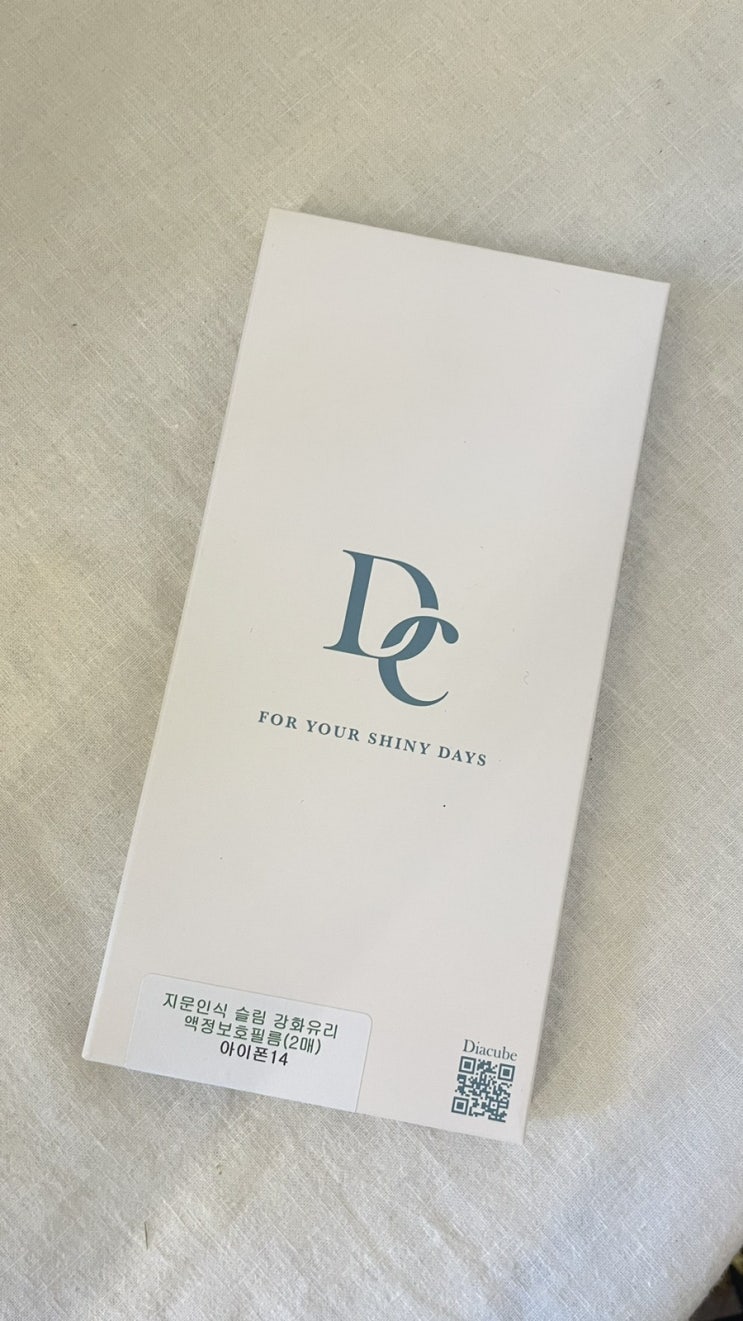 DC
FOR YOUR SHINY DAYS
지문인식 슬림 강화유리
액정보호필름(2매)
아이폰14
Diacube